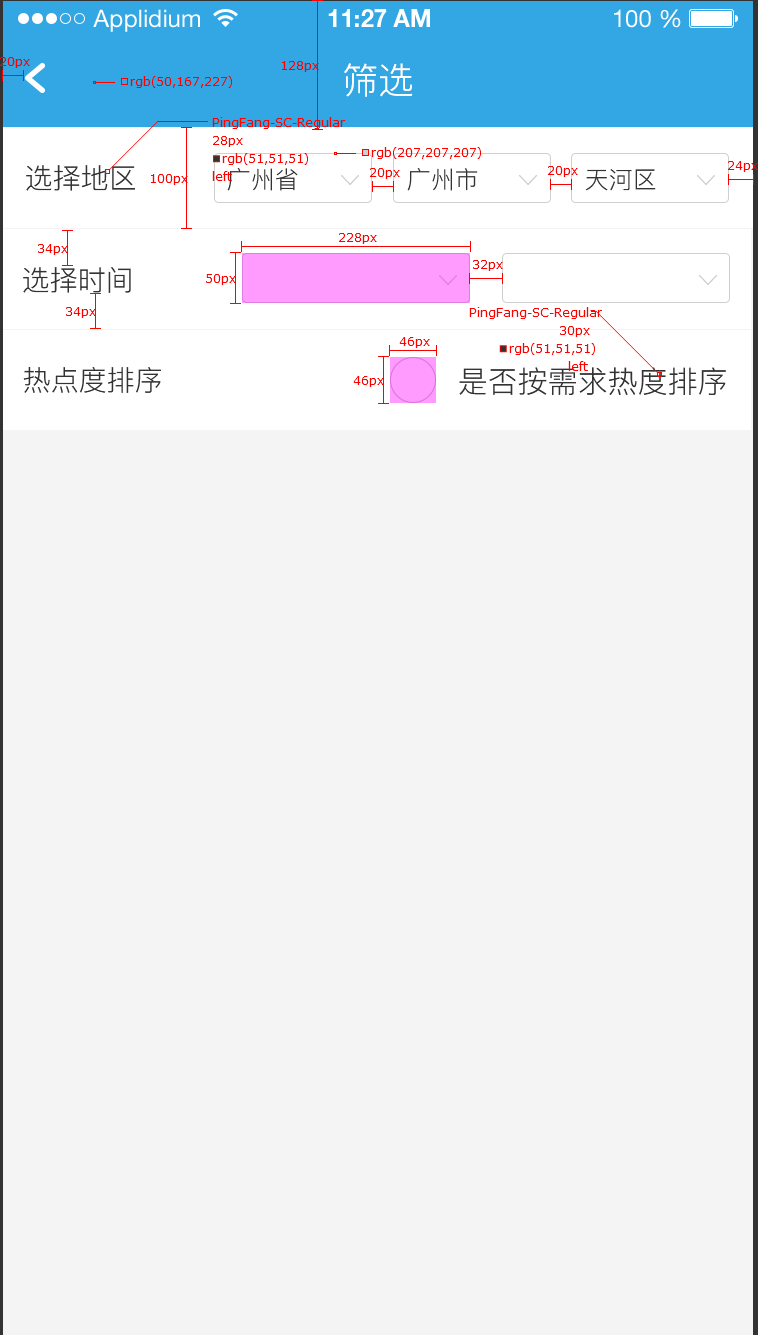 Applidium 11:27 AM 100 %
128px
20px
rgb(50,167,227)
筛选
PingFang-SC-Regular
28px
rgb(51,51,51)
left
rgb(207,207,207)
选择地区
100px
广州省
20px
广州市
20px
天河区
24px
34px
228px
选择时间
50px
32px
34px
PingFang-SC-Regular
30px
rgb(51,51,51)
left
46px
热点度排序
46px
是否按需求热度排序